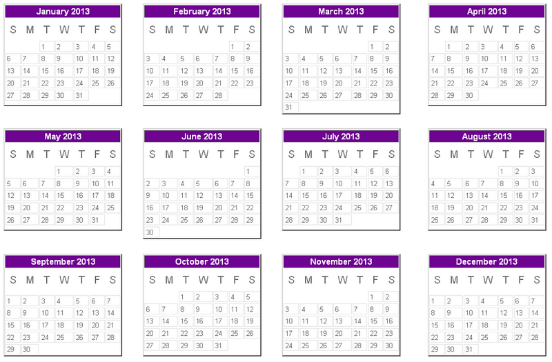 January 2013
S M T W T F S
1 2 3 4 5
6 7 8 9 10 11 12
13 14 15 16 17 18 19
20 21 22 23 24 25 26
27 28 29 30 31
February 2013
S M T W T F S
1 2
3 4 5 6 7 8 9
10 11 12 13 14 15 16
17 18 19 20 21 22 23
24 25 26 27 28
March 2013
S M T W T F S
1 2
3 4 5 6 7 8 9
10 11 12 13 14 15 16
17 18 19 20 21 22 23
24 25 26 27 28 29 30
31
April 2013
S M T W T F S
1 2 3 4 5 6
7 8 9 10 11 12 13
14 15 16 17 18 19 20
21 22 23 24 25 26 27
28 29 30
May 2013
S M T W T F S
1 2 3 4
5 6 7 8 9 10 11
12 13 14 15 16 17 18
19 20 21 22 23 24 25
26 27 28 29 30 31
June 2013
S M T W T F S
1
2 3 4 5 6 7 8
9 10 11 12 13 14 15
16 17 18 19 20 21 22
23 24 25 26 27 28 29
30
July 2013
S M T W T F S
1 2 3 4 5 6
7 8 9 10 11 12 13
14 15 16 17 18 19 20
21 22 23 24 25 26 27
28 29 30 31
August 2013
S M T W T F S
1 2 3
4 5 6 7 8 9 10
11 12 13 14 15 16 17
18 19 20 21 22 23 24
25 26 27 28 29 30 31
September 2013
S M T W T F S
1 2 3 4 5 6 7
8 9 10 11 12 13 14
15 16 17 18 19 20 21
22 23 24 25 26 27 28
29 30
October 2013
S M T W T F S
1 2 3 4 5
6 7 8 9 10 11 12
13 14 15 16 17 18 19
20 21 22 23 24 25 26
27 28 29 30 31
November 2013
S M T W T F S
1 2
3 4 5 6 7 8 9
10 11 12 13 14 15 16
17 18 19 20 21 22 23
24 25 26 27 28 29 30
December 2013
S M T W T F S
1 2 3 4 5 6 7
8 9 10 11 12 13 14
15 16 17 18 19 20 21
22 23 24 25 26 27 28
29 30 31